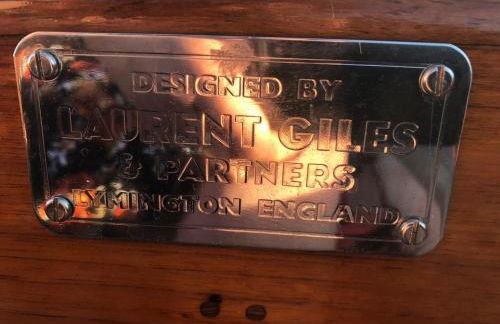 DESIGNED BY
LAURENT GILES
& PARTNERS
LYMINGTON ENGLAND